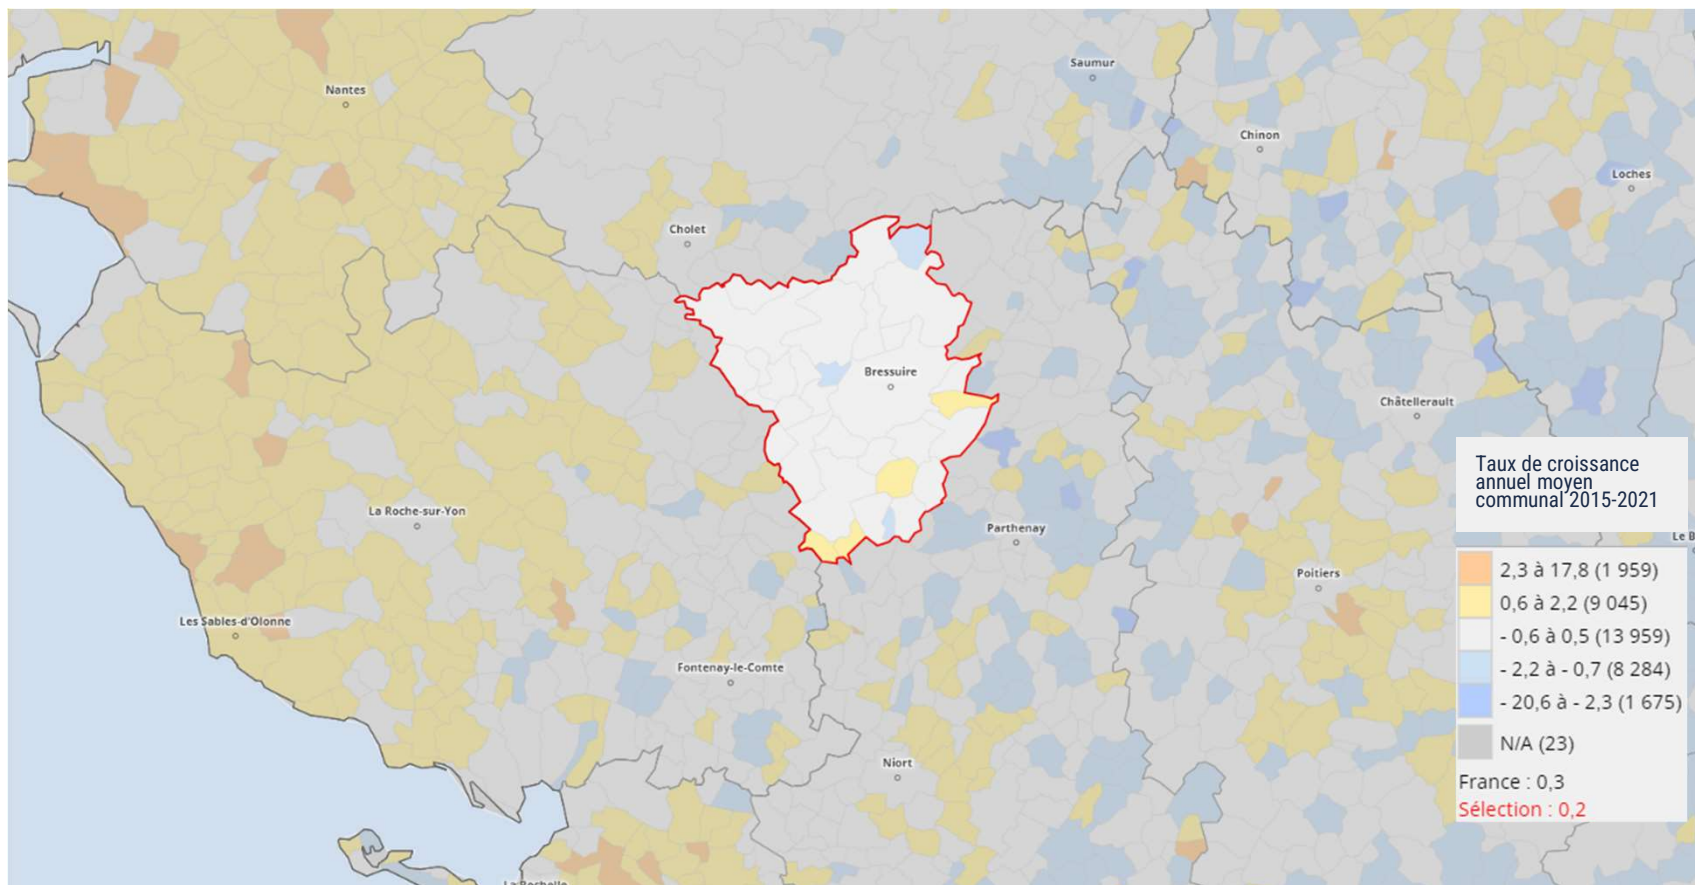 Saumur
Nantes
Chinon
Loches
Cholet
Bressuire
Châtellerault
Taux de croissance
annuel moyen
communal 2015-2021
La Roche-sur-Yon
Parthenay
Le B
Poitiers
2,3 à 17,8 (1 959)
0,6 à 2,2 (9 045)
- 0,6 à 0,5 (13 959)
- 2,2 à - 0,7 (8 284)
- 20,6 à - 2,3 (1 675)
N/A (23)
France : 0,3
Sélection : 0,2
Les Sables-d'Olonne
Fontenay-le-Comte
Niort
La Rochelle